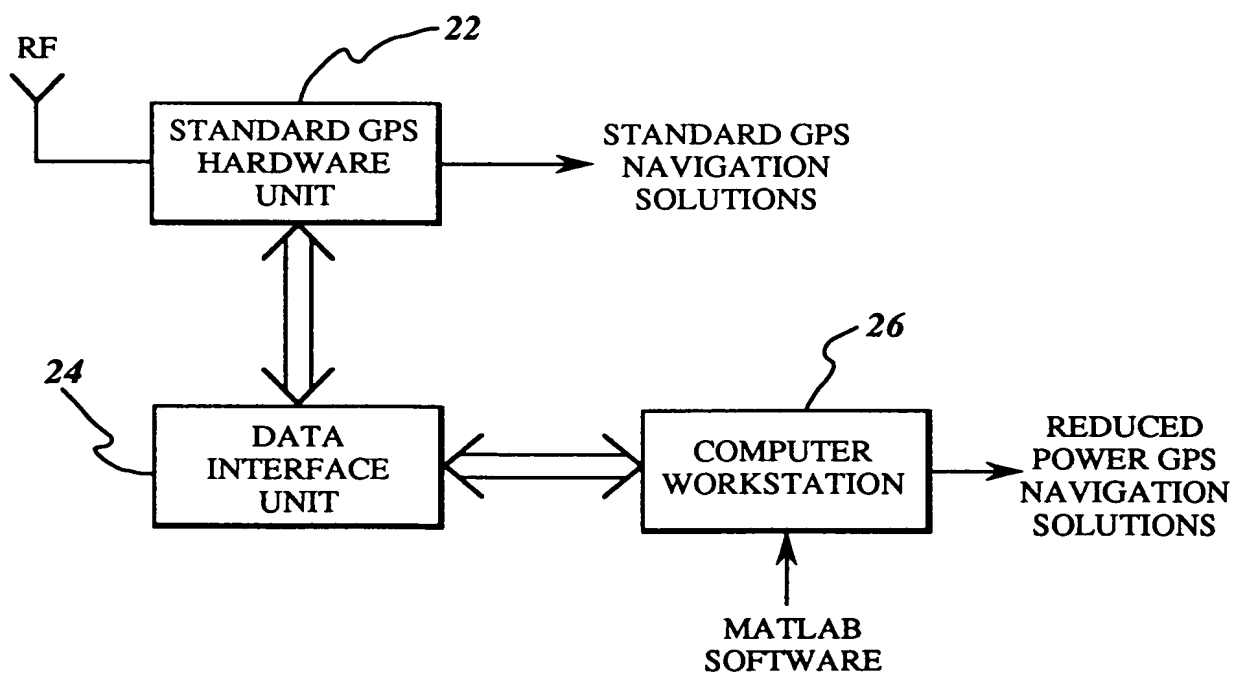 RF
22
STANDARD GPS
HARDWARE
UNIT
STANDARD GPS
NAVIGATION
SOLUTIONS
24
DATA
INTERFACE
UNIT
26
COMPUTER
WORKSTATION
REDUCED
POWER GPS
NAVIGATION
SOLUTIONS
MATLAB
SOFTWARE